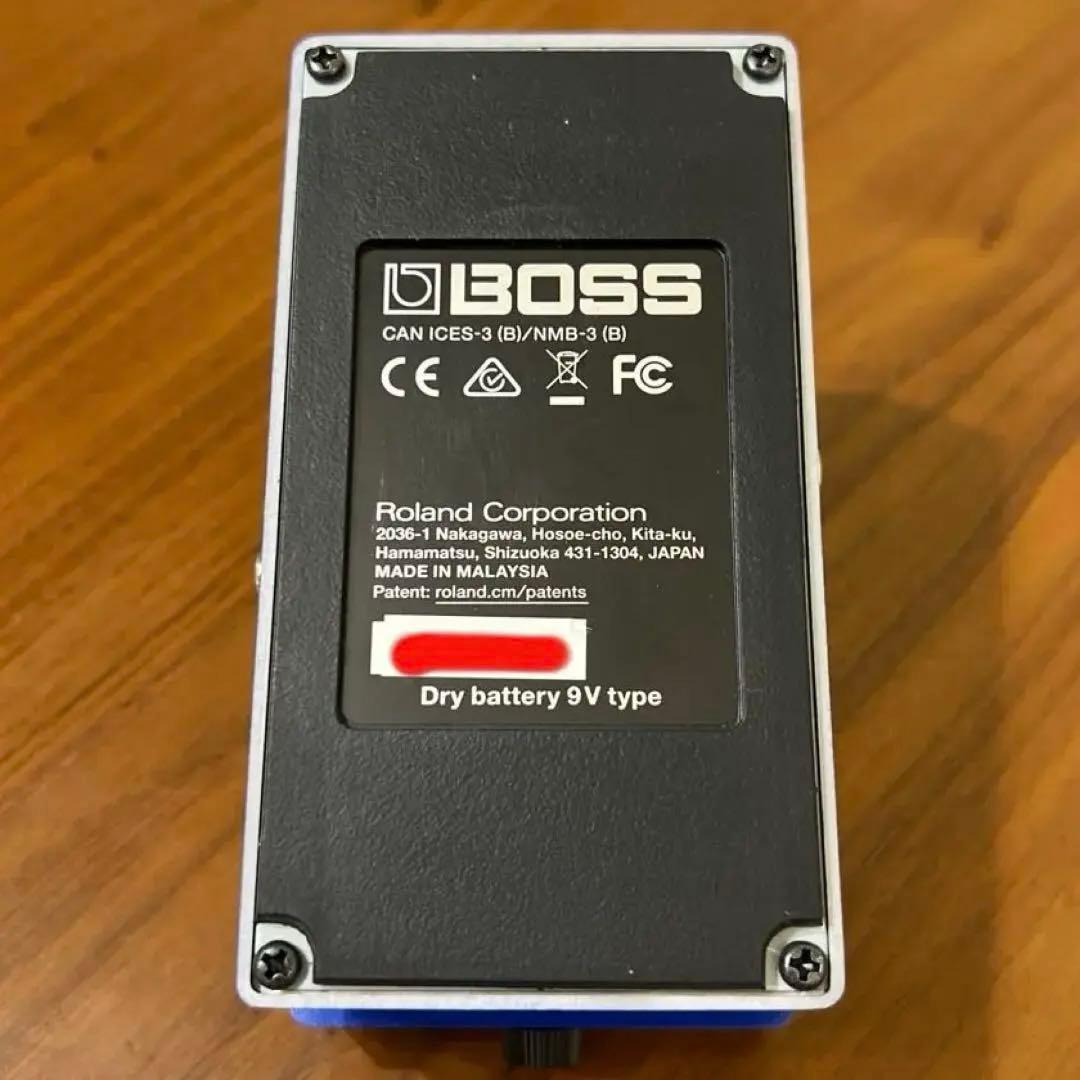 BOSS
CAN ICES-3 (B)/NMB-3 (B)
CE FC
Roland Corporation
2036-1 Nakagawa, Hosoe-cho, Kita-ku,
Hamamatsu, Shizuoka 431-1304, JAPAN
MADE IN MALAYSIA
Patent: roland.cm/patents
Dry battery 9V type